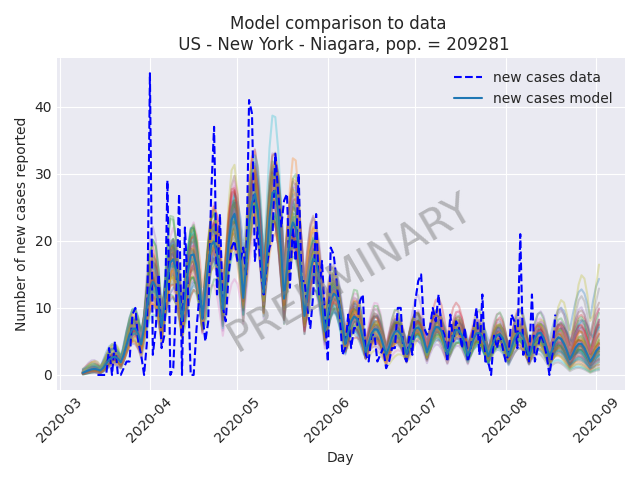 Model comparison to data
US - New York - Niagara, pop. = 209281
new cases data
new cases model
Number of new cases reported
40
30
20
10
0
PRELIMINARY
2020-03
2020-04
2020-05
2020-06
2020-07
2020-08
2020-09
Day